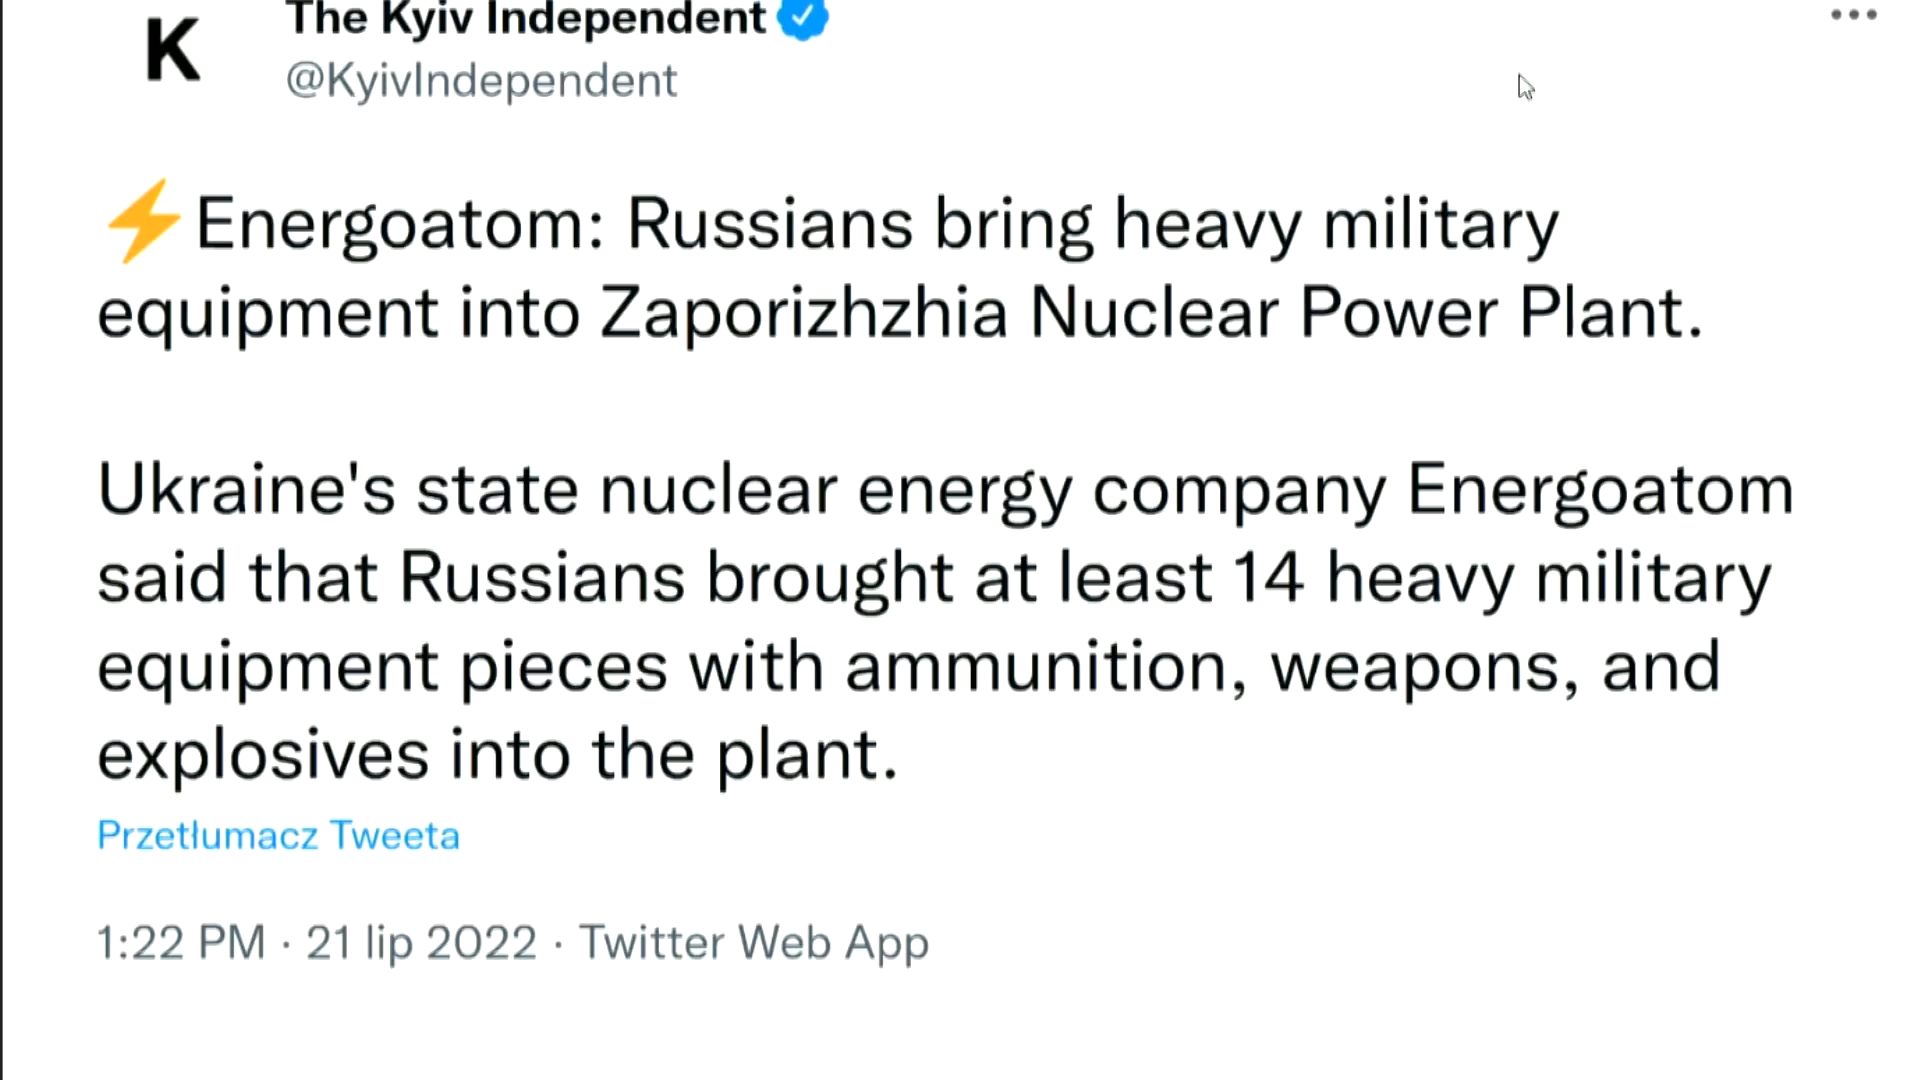 K
The Kyiv Independent
@KyivIndependent
⚡Energoatom: Russians bring heavy military
equipment into Zaporizhzhia Nuclear Power Plant.
Ukraine's state nuclear energy company Energoatom
said that Russians brought at least 14 heavy military
equipment pieces with ammunition, weapons, and
explosives into the plant.
Przetłumacz Tweeta
1:22 PM · 21 lip 2022 · Twitter Web App